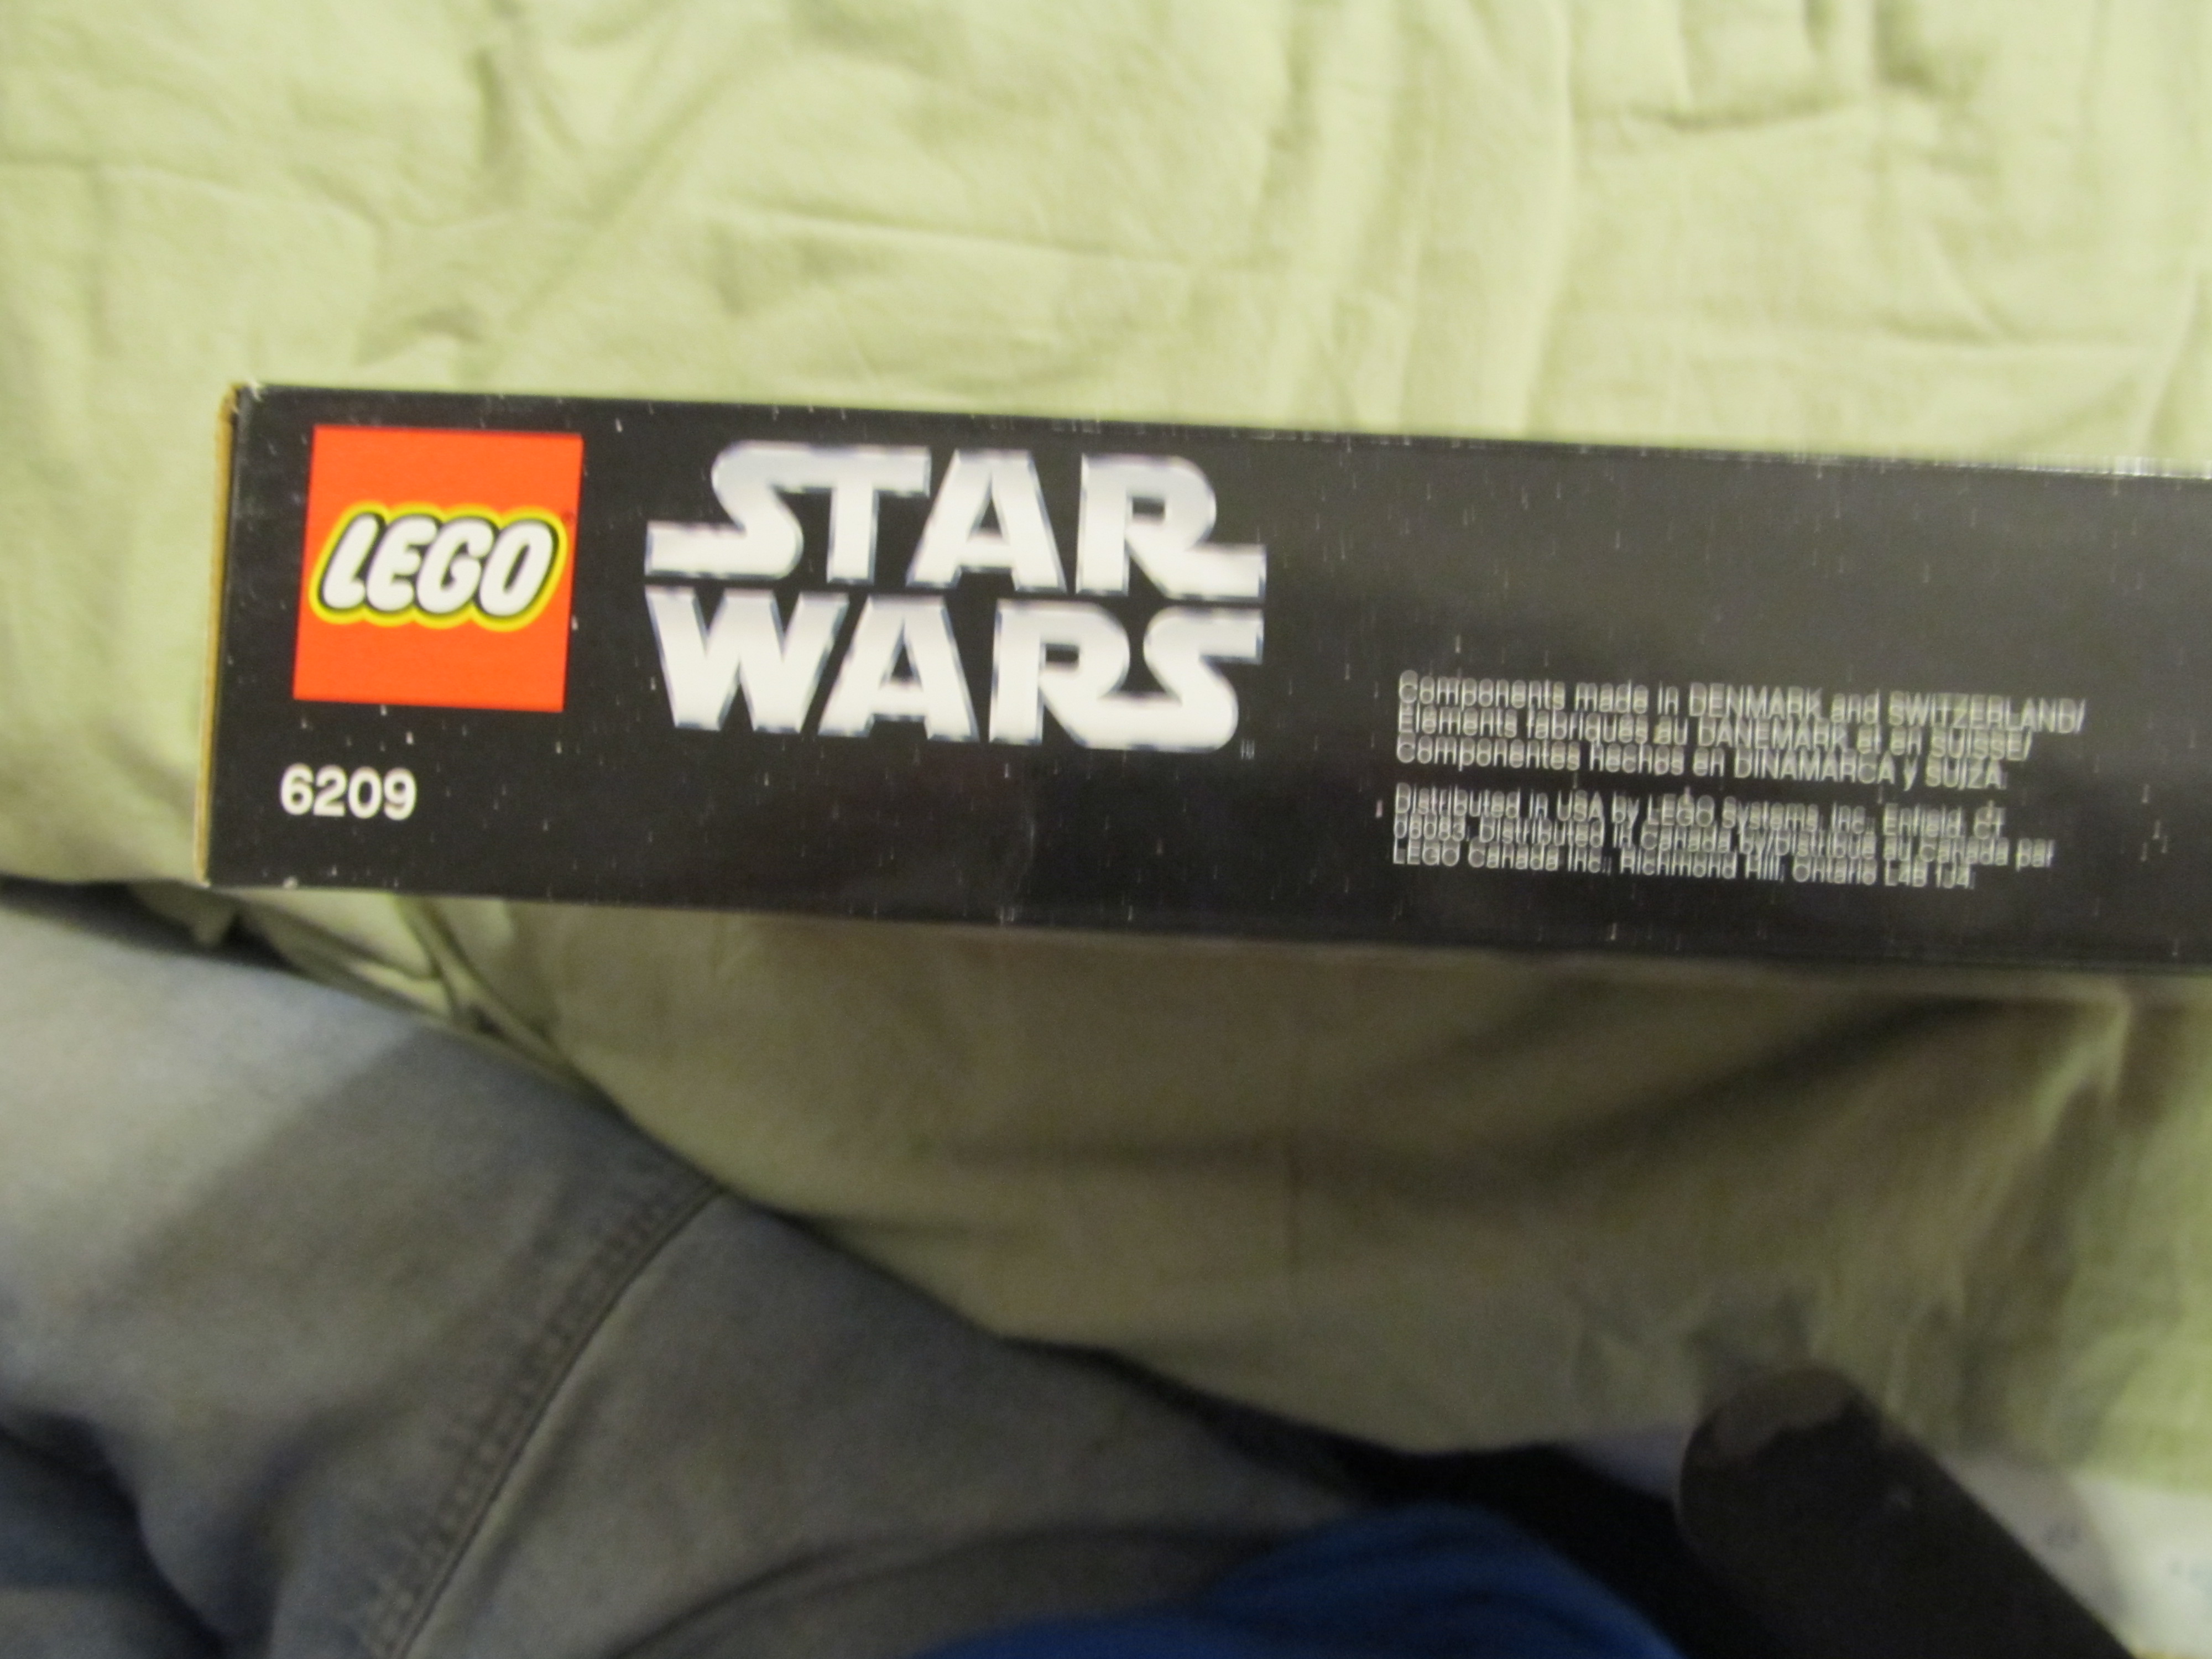 LEGO
STAR
WARS
TM
6209
Components made in DENMARK and SWITZERLAND/
Eléments fabriqués au DANEMARK et en SUISSE/
Componentes hechos en DINAMARCA y SUIZA.
Distributed in USA by LEGO Systems, Inc. Enfield, CT
06083. Distributed in Canada by/Distribué au Canada par
LEGO Canada Inc., Richmond Hill, Ontario L4B 1J4.